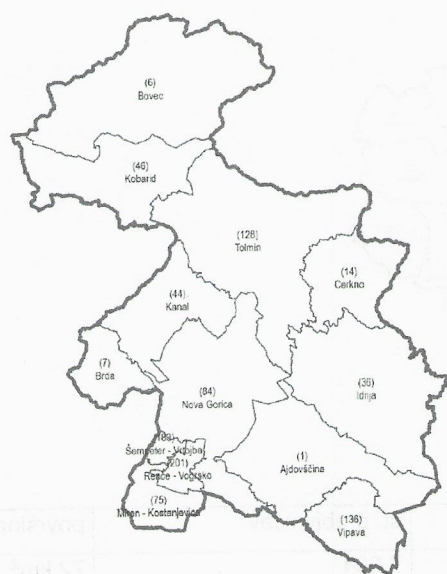 (6)
Bovec
(46)
Kobarid
(128)
Tolmin
(14)
Cerkno
(44)
Kanal
(7)
Brda
(84)
Nova Gorica
(36)
Idrija
Šempeter - Vrtojba
(201)
Renče - Vogrsko
(1)
Ajdovščina
(75)
Miren - Kostanjevica
(136)
Vipava